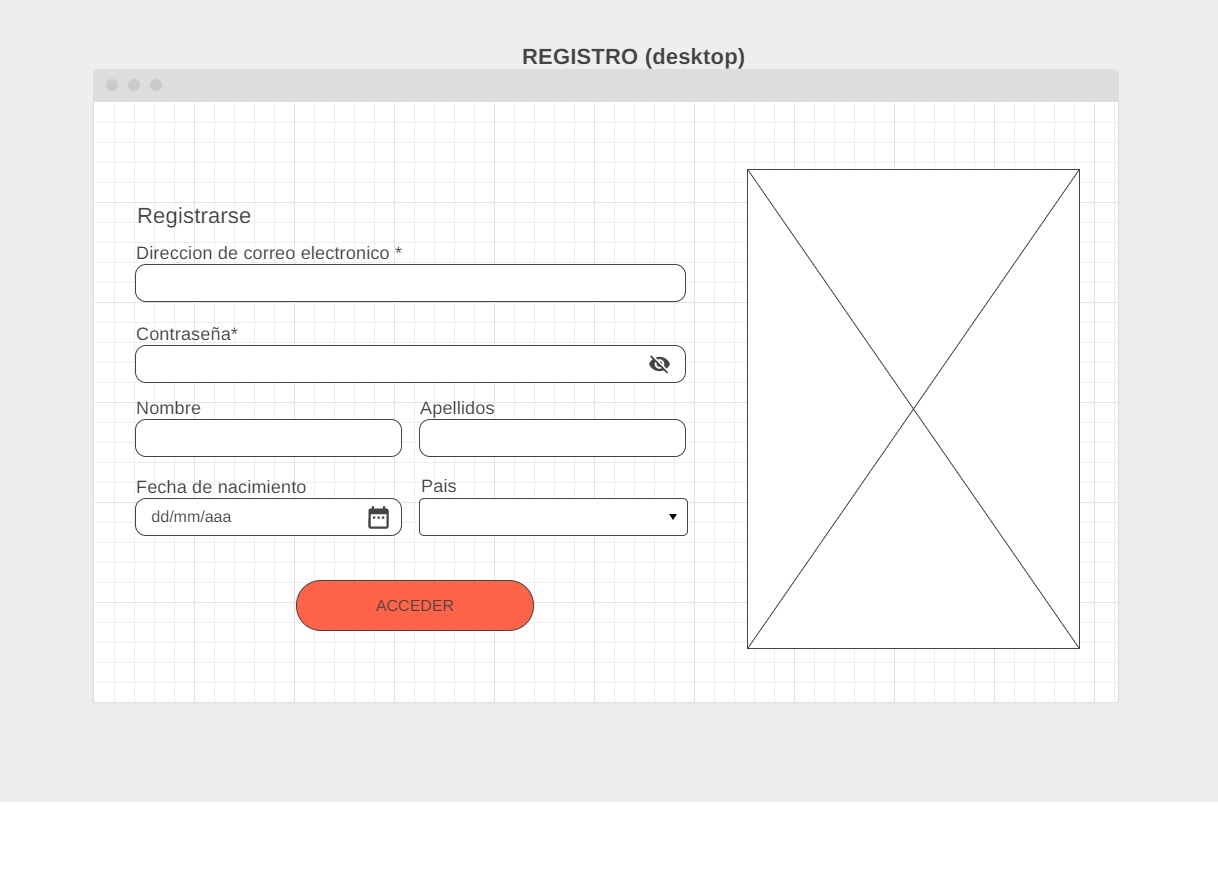 REGISTRO (desktop)
Registrarse
Direccion de correo electronico *
Contraseña*
Nombre
Apellidos
Fecha de nacimiento
Pais
dd/mm/aaa
ACCEDER